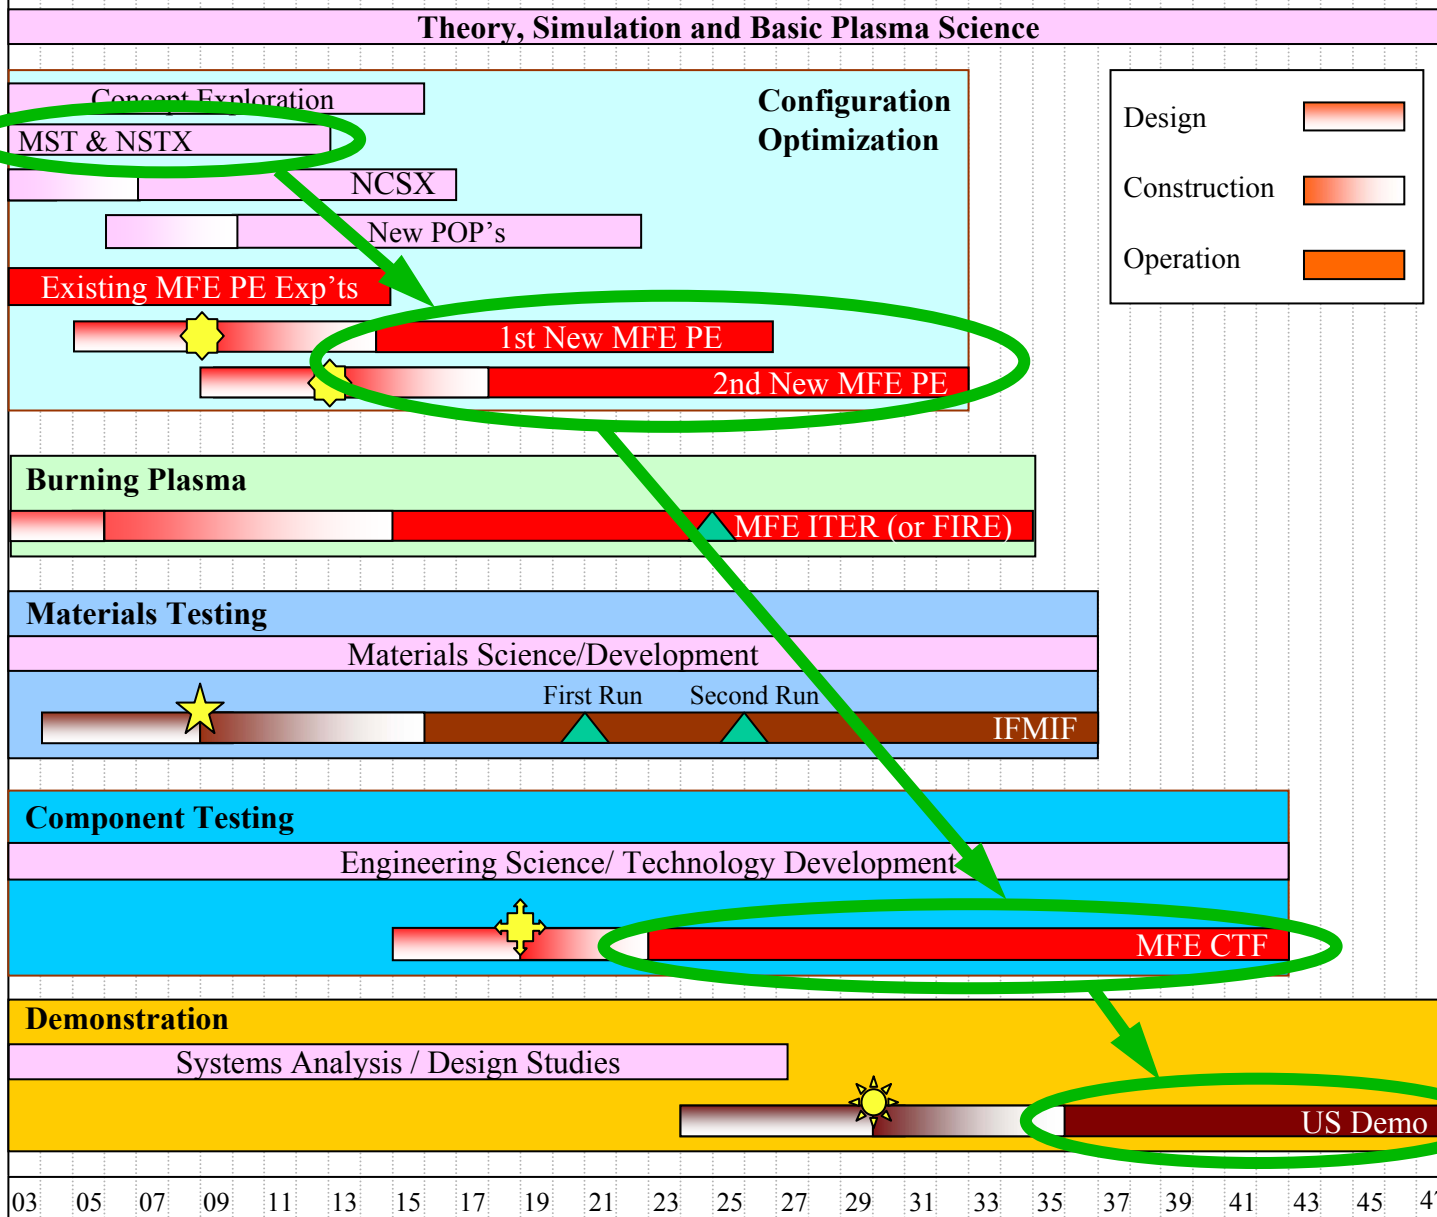 Theory, Simulation and Basic Plasma Science
Concept Exploration
Configuration
Optimization
MST & NSTX
NCSX
New POP's
Existing MFE PE Exp'ts
1st New MFE PE
2nd New MFE PE
Design
Construction
Operation
Burning Plasma
MFE ITER (or FIRE)
Materials Testing
Materials Science/Development
First Run
Second Run
IFMIF
Component Testing
Engineering Science/ Technology Development
MFE CTF
Demonstration
Systems Analysis / Design Studies
US Demo
03 05 07 09 11 13 15 17 19 21 23 25 27 29 31 33 35 37 39 41 43 45